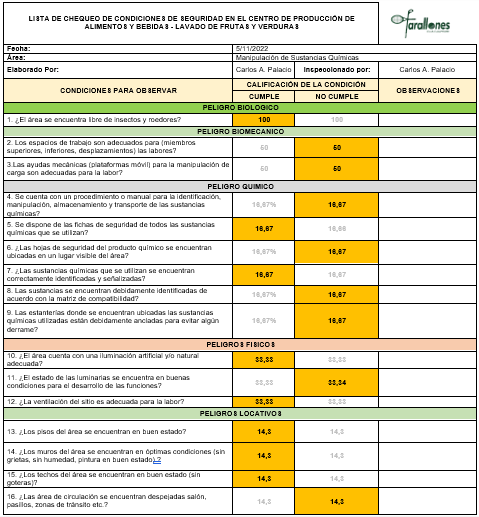 LISTA DE CHEQUEO DE CONDICIONES DE SEGURIDAD EN EL CENTRO DE PRODUCCIÓN DE
ALIMENTOS Y BEBIDAS - LAVADO DE FRUTAS Y VERDURAS
Farallones
Fecha: 5/11/2022
Área: Manipulación de Sustancias Químicas
Elaborado Por: Carlos A. Palacio Inspeccionado por: Carlos A. Palacio
CONDICIONES PARA OBSERVAR CALIFICACIÓN DE LA CONDICIÓN OBSERVACIONES
CUMPLE NO CUMPLE
PELIGRO BIOLOGICO
1. ¿El área se encuentra libre de insectos y roedores? 100 100
PELIGRO BIOMECANICO
2. Los espacios de trabajo son adecuados para (miembros
superiores, inferiores, desplazamientos) las labores? 50 50
3.Las ayudas mecánicas (plataformas móvil) para la manipulación de
carga son adecuadas para la labor? 50 50
PELIGRO QUIMICO
4. Se cuenta con un procedimiento o manual para la identificación,
manipulación, almacenamiento y transporte de las sustancias
químicas? 16,67% 16,67
5. Se dispone de las fichas de seguridad de todos las sustancias
químicas que se utilizan? 16,67 16,66
6. ¿Las hojas de seguridad del producto químico se encuentran
ubicadas en un lugar visible del área? 16,67% 16,67
7. ¿Las sustancias químicas que se utilizan se encuentran
correctamente identificadas y señalizadas? 16,67 16,67
8. Las sustancias se encuentran debidamente identificadas de
acuerdo con la matriz de compatibilidad? 16,67% 16,67
9. Las estanterías donde se encuentran ubicadas las sustancias
químicas utilizadas están debidamente ancladas para evitar algún
derrame? 16,67% 16,67
PELIGROS FISICOS
10. ¿El área cuenta con una iluminación artificial y/o natural
adecuada? 33,33 33,33
11. ¿El estado de las luminarias se encuentra en buenas
condiciones para el desarrollo de las funciones? 33,33 33,34
12. ¿La ventilación del sitio es adecuada para la labor? 33,33 33,33
PELIGROS LOCATIVOS
13. ¿Los pisos del área se encuentran en buen estado? 14,3 14,3
14. ¿Los muros del área se encuentran en óptimas condiciones (sin
grietas, sin humedad, pintura en buen estado).? 14,3 14,3
15. ¿Los techos del área se encuentran en buen estado (sin
goteras)? 14,3 14,3
16. ¿Las áreas de circulación se encuentran despejadas salón,
pasillos, zonas de tránsito etc.? 14,3 14,3